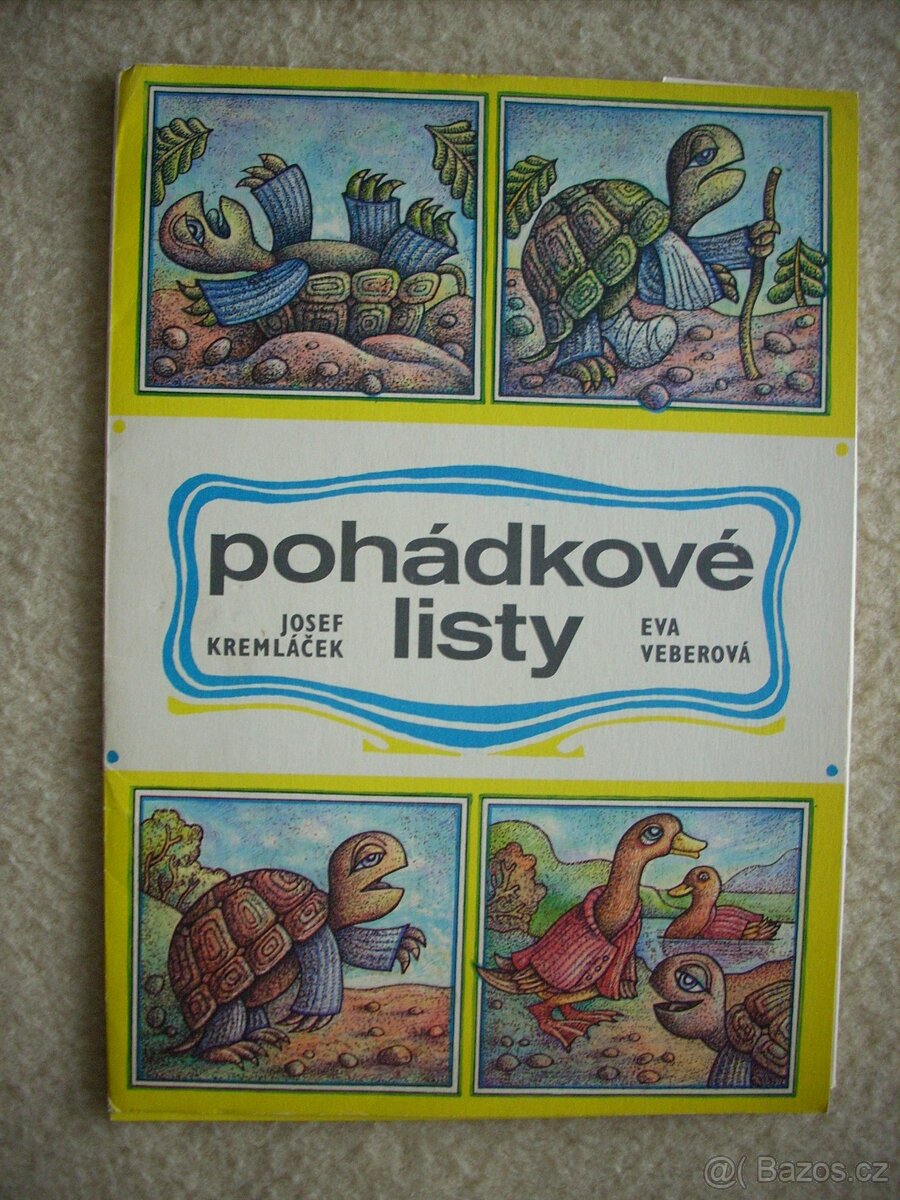 pohádkové
listy
JOSEF
KREMLÁČEK
EVA
VEBEROVÁ
@( Bazos.cz